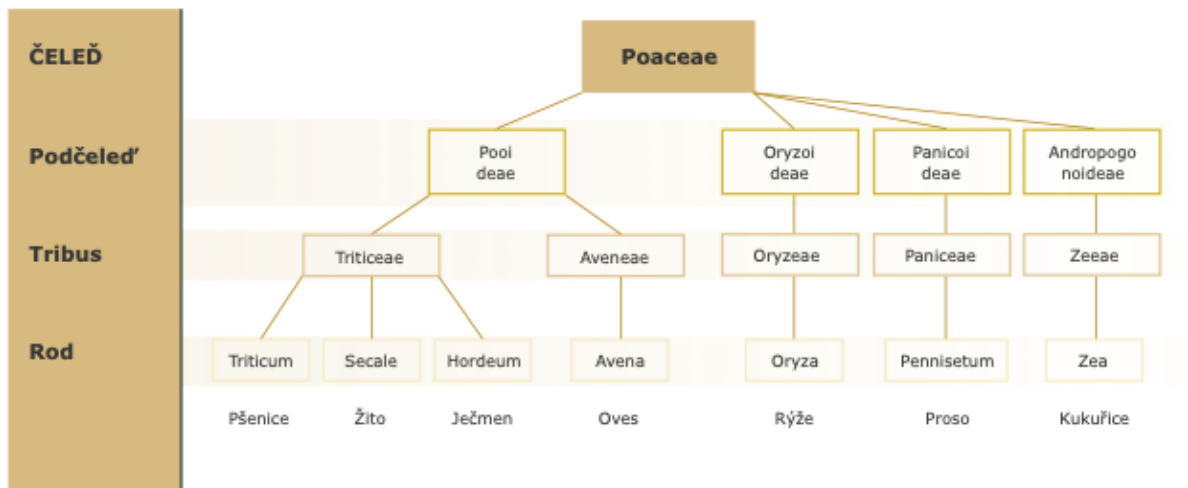 ČELEĎ
Poaceae
Podčeleď
Pooi
deae
Oryzoi
deae
Panicoi
deae
Andropogo
noideae
Tribus
Triticeae
Aveneae
Oryzeae
Paniceae
Zeeae
Rod
Triticum
Secale
Hordeum
Avena
Oryza
Pennisetum
Zea
Pšenice
Žito
Ječmen
Oves
Rýže
Proso
Kukuřice